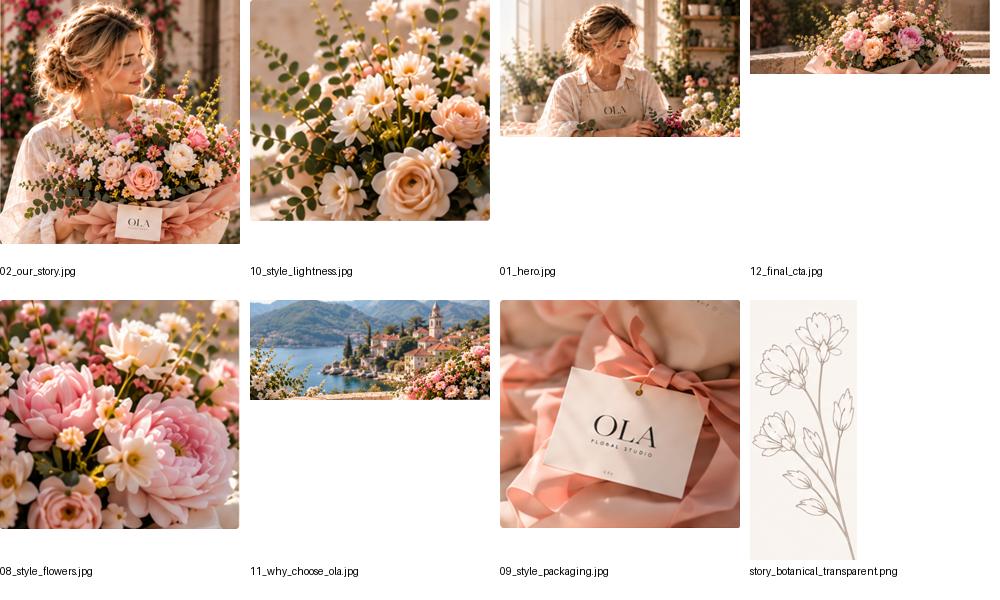 OLA
OLA
02_our_story.jpg
10_style_lightness.jpg
01_hero.jpg
12_final_cta.jpg
OLA
FLORAL STUDIO
08_style_flowers.jpg
11_why_choose_ola.jpg
09_style_packaging.jpg
story_botanical_transparent.png